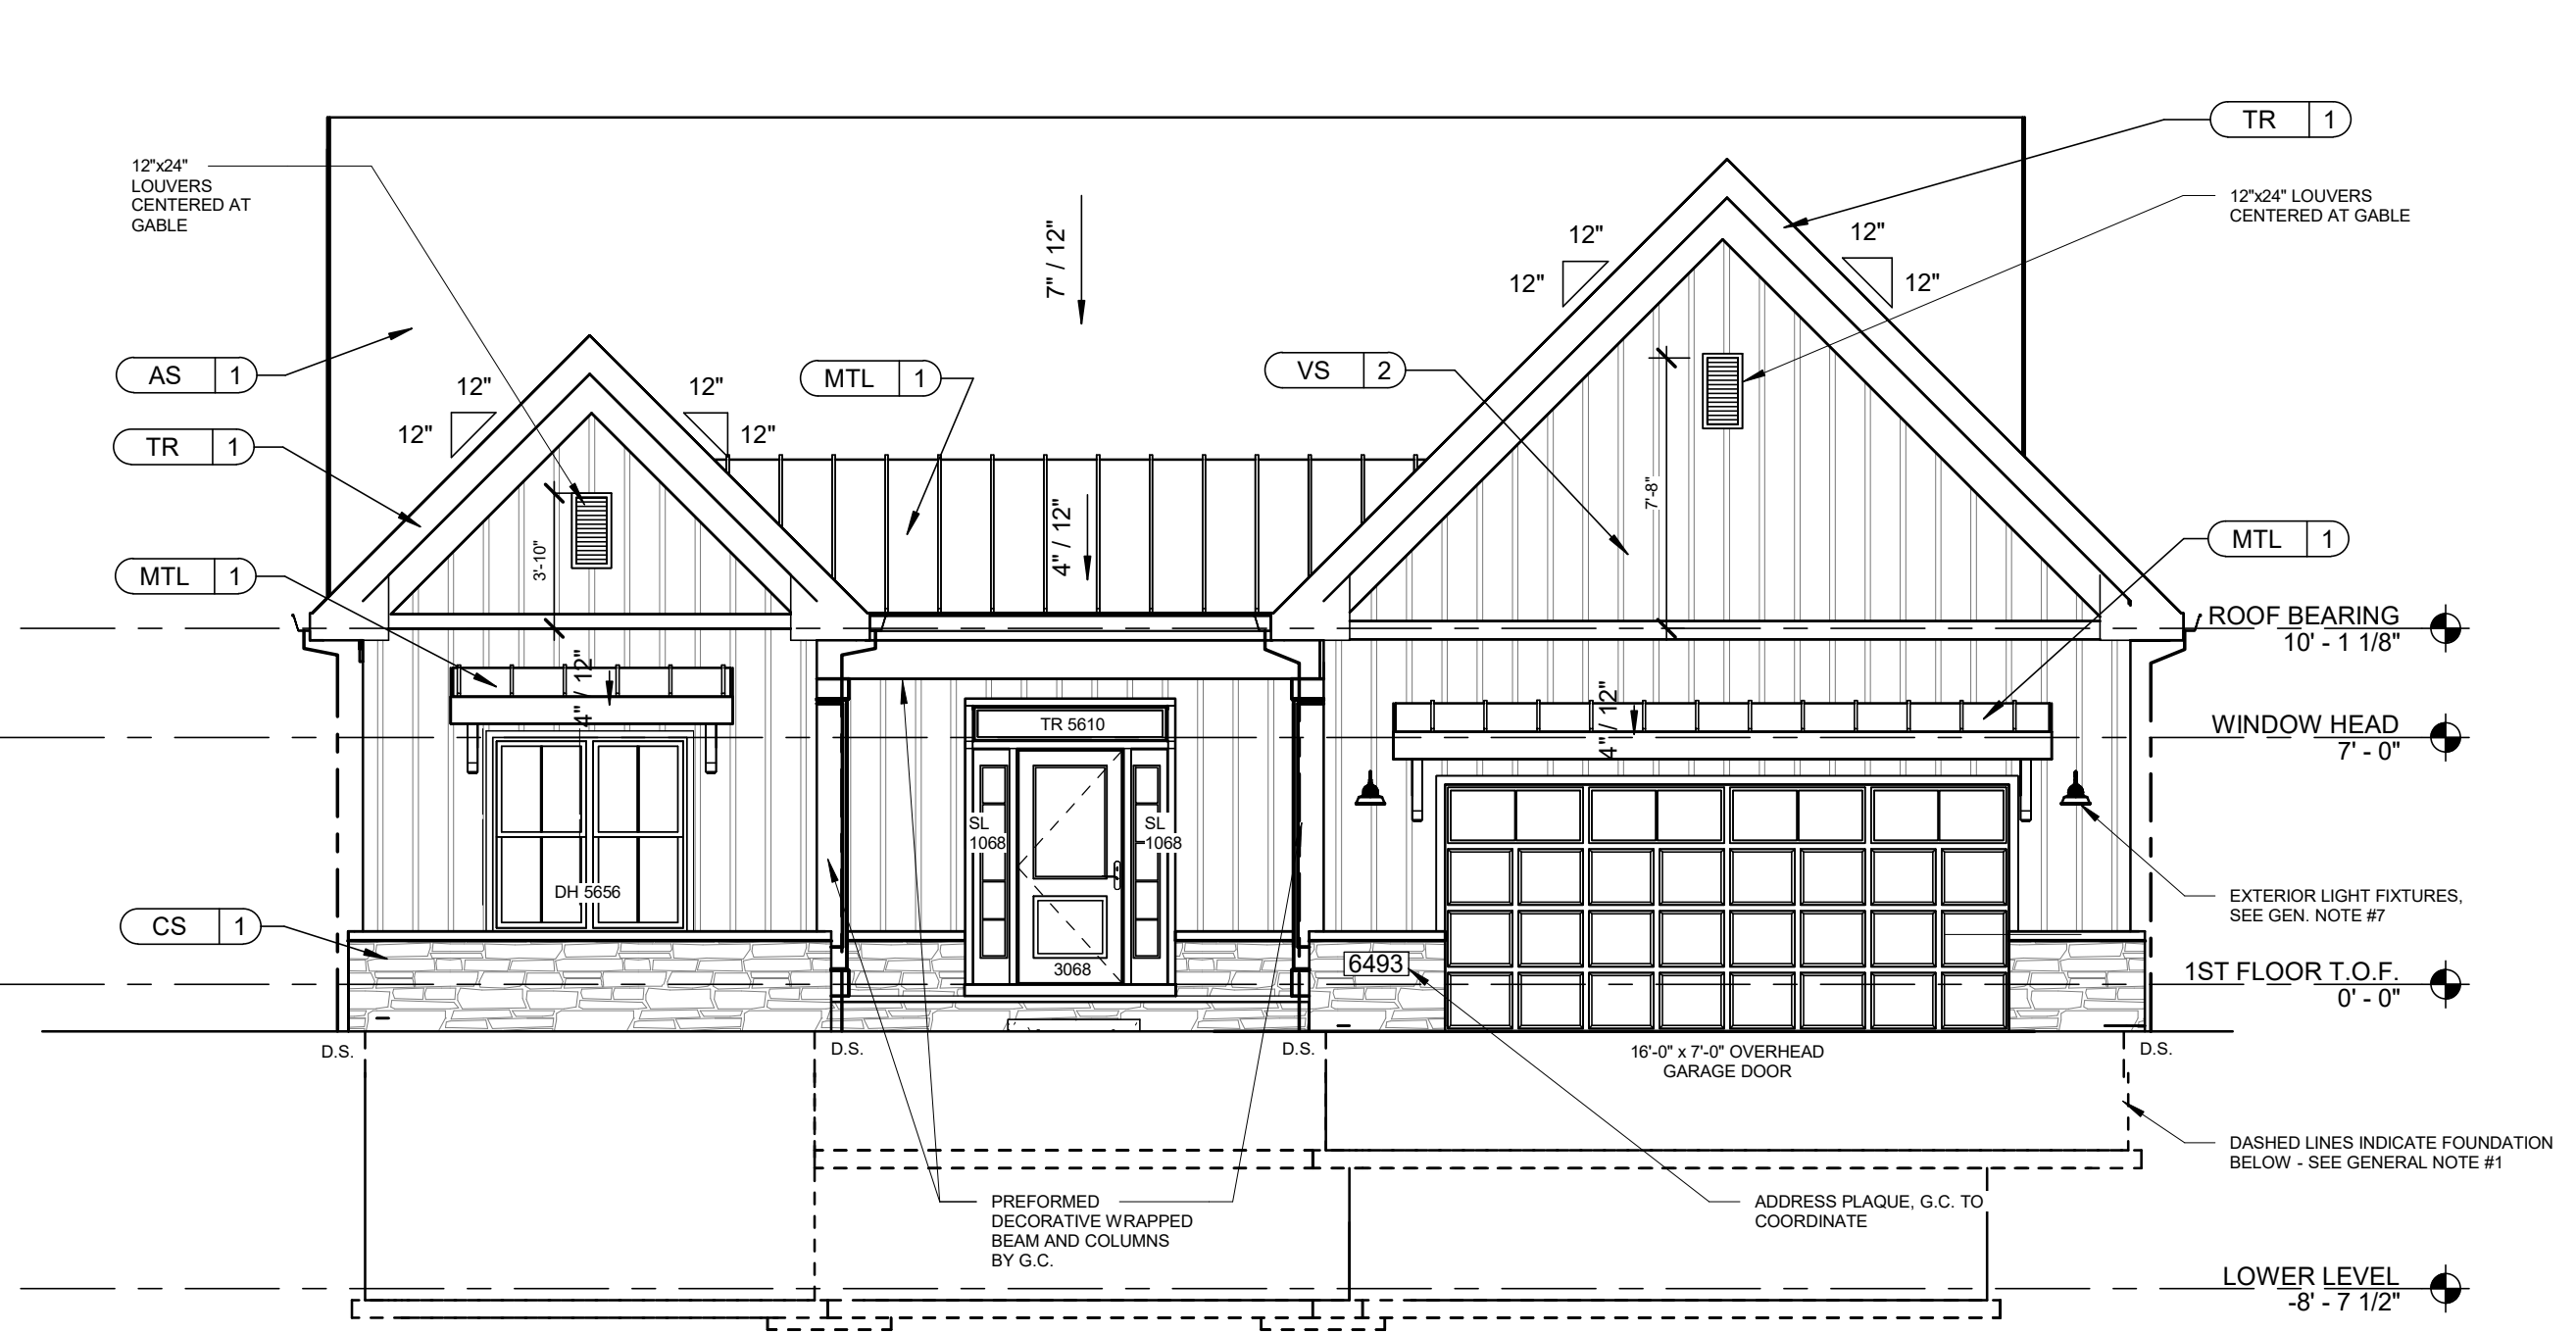 TR 1
12"x24"
LOUVERS
CENTERED AT
GABLE
12"x24" LOUVERS
CENTERED AT GABLE
7" / 12"
12"
12"
12"
12"
AS 1
MTL 1
VS 2
12"
12"
12"
12"
TR 1
7'-8"
4" / 12"
3'-10"
MTL 1
MTL 1
ROOF BEARING
10' - 1 1/8"
4" / 12"
4" / 12"
TR 5610
WINDOW HEAD
7' - 0"
SL
1068
SL
1068
DH 5656
EXTERIOR LIGHT FIXTURES,
SEE GEN. NOTE #7
CS 1
3068
6493
1ST FLOOR T.O.F.
0' - 0"
D.S.
D.S.
D.S.
16'-0" x 7'-0" OVERHEAD
GARAGE DOOR
D.S.
DASHED LINES INDICATE FOUNDATION
BELOW - SEE GENERAL NOTE #1
PREFORMED
DECORATIVE WRAPPED
BEAM AND COLUMNS
BY G.C.
ADDRESS PLAQUE, G.C. TO
COORDINATE
LOWER LEVEL
-8' - 7 1/2"